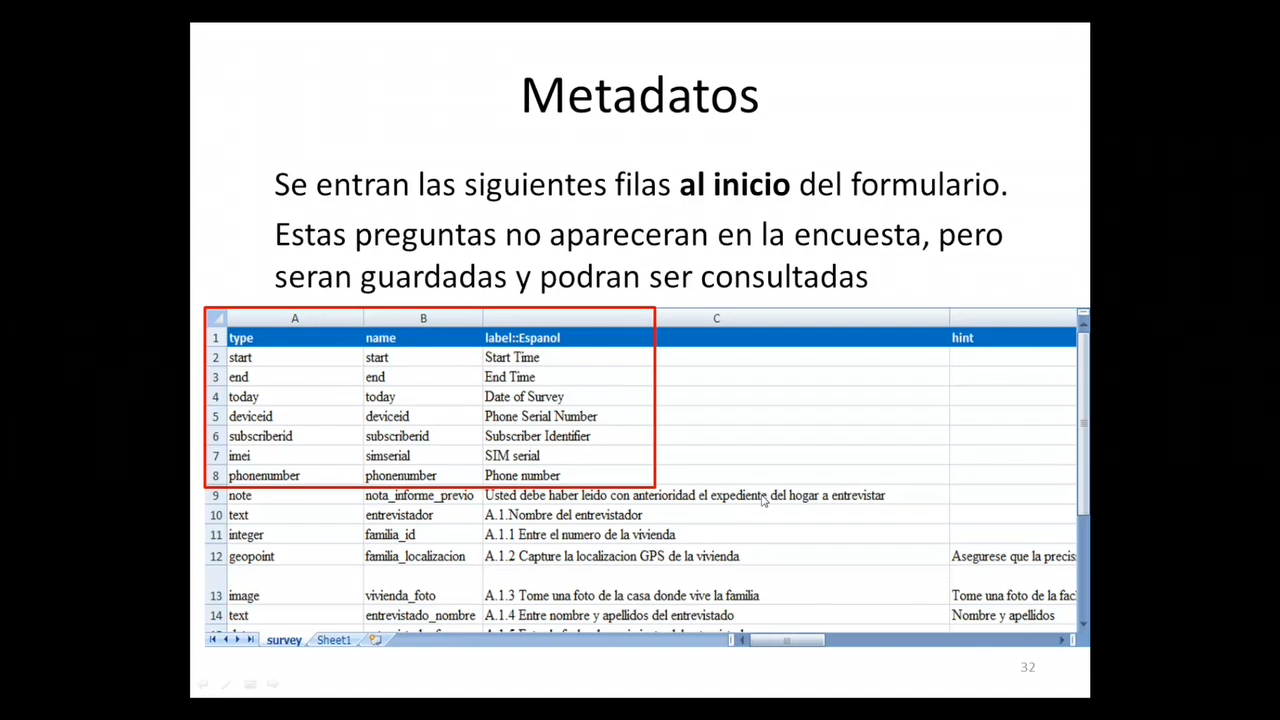 Metadatos
Se entran las siguientes filas al inicio del formulario.
Estas preguntas no apareceran en la encuesta, pero
seran guardadas y podran ser consultadas
A B C
1 type name label::Espanol hint
2 start start Start Time
3 end end End Time
4 today today Date of Survey
5 deviceid deviceid Phone Serial Number
6 subscriberid subscriberid Subscriber Identifier
7 imei simserial SIM serial
8 phonenumber phonenumber Phone number
9 note nota_informe_previo Usted debe haber leido con anterioridad el expediente del hogar a entrevistar
10 text entrevistador A.1.Nombre del entrevistador
11 integer familia_id A.1.1 Entre el numero de la vivienda
12 geopoint familia_localizacion A.1.2 Capture la localizacion GPS de la vivienda Asegurese que la precis
13 image vivienda_foto A.1.3 Tome una foto de la casa donde vive la familia Tome una foto de la fac
14 text entrevistado_nombre A.1.4 Entre nombre y apellidos del entrevistado Nombre y apellidos
survey Sheet1
32